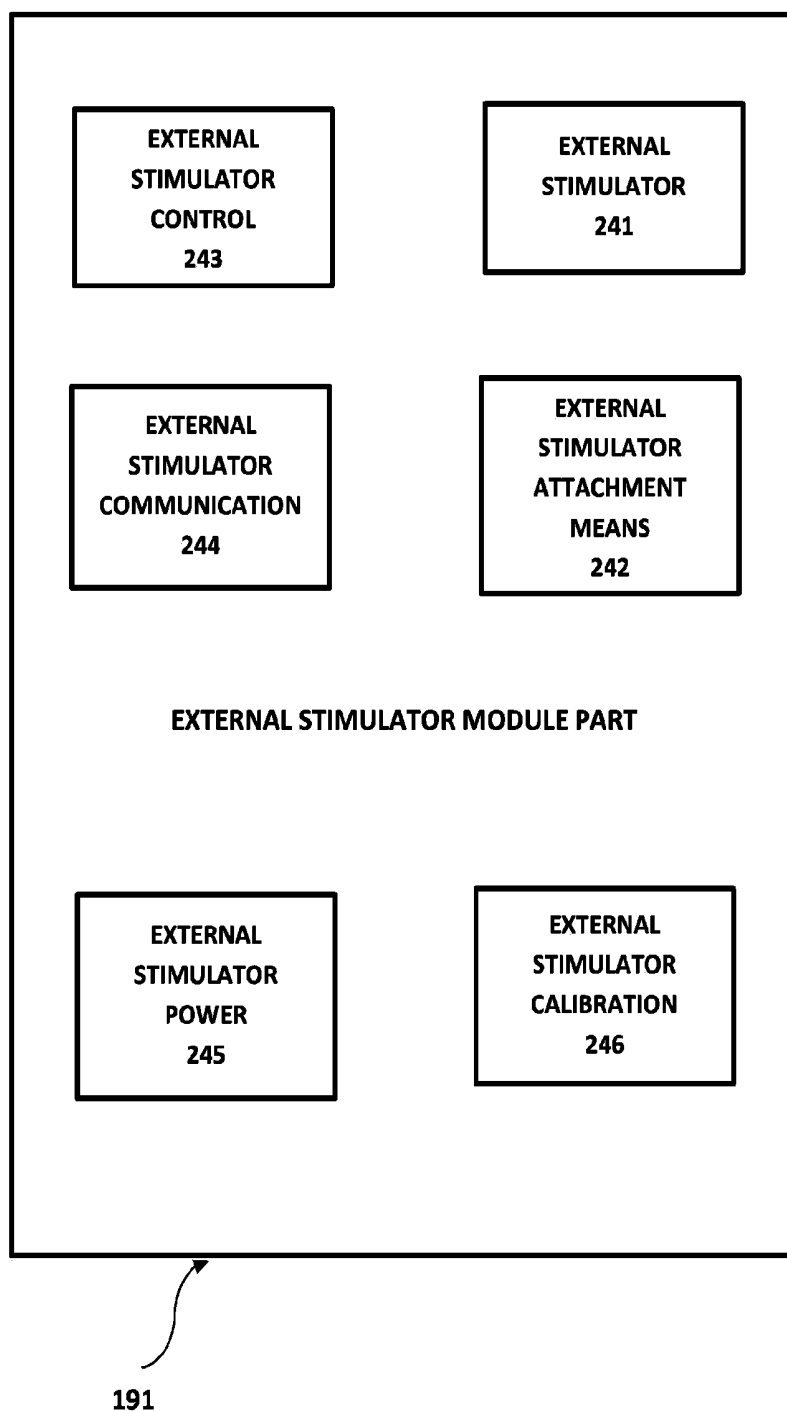 EXTERNAL
STIMULATOR
CONTROL
243
EXTERNAL
STIMULATOR
241
EXTERNAL
STIMULATOR
COMMUNICATION
244
EXTERNAL
STIMULATOR
ATTACHMENT
MEANS
242
EXTERNAL STIMULATOR MODULE PART
EXTERNAL
STIMULATOR
POWER
245
EXTERNAL
STIMULATOR
CALIBRATION
246
191